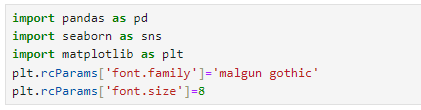 import pandas as pd
import seaborn as sns
import matplotlib as plt
plt.rcParams['font.family']='malgun gothic'
plt.rcParams['font.size']=8